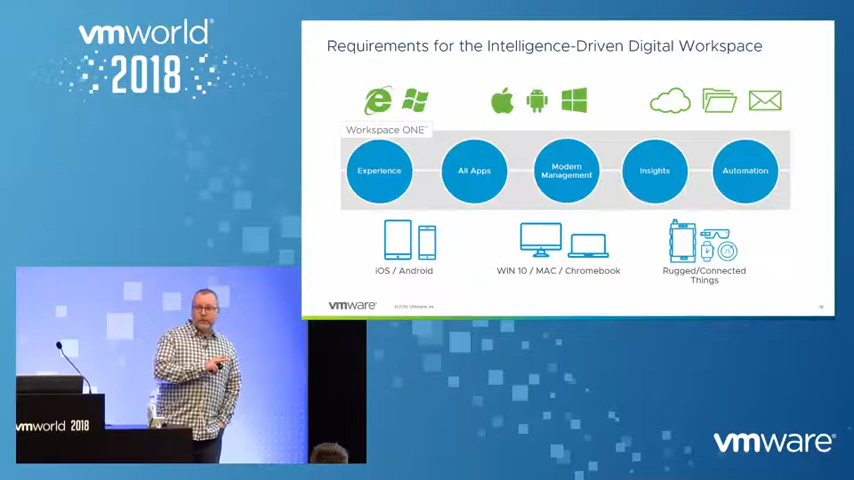 vmworld
2018
Requirements for the Intelligence-Driven Digital Workspace
Workspace ONE™
Experience
All Apps
Modern
Management
Insights
Automation
iOS / Android
WIN 10 / MAC / Chromebook
Rugged/Connected
Things
vmware
vmworld 2018
vmware